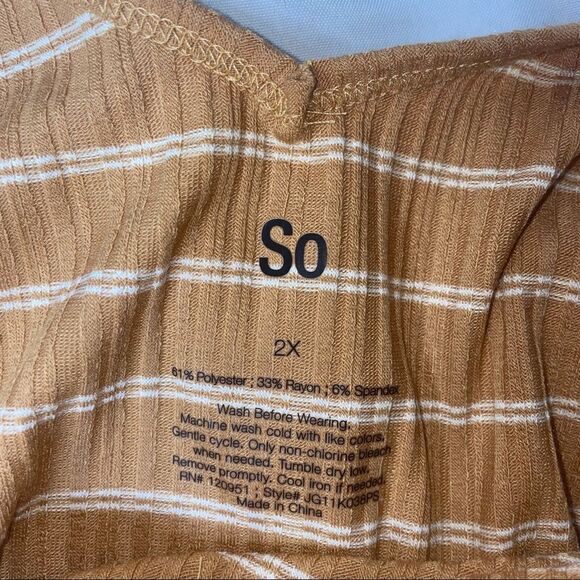 So
2X
61% Polyester ; 33% Rayon ; 6% Spandex
Wash Before Wearing.
Machine wash cold with like colors.
Gentle cycle. Only non-chlorine bleach
when needed. Tumble dry low.
Remove promptly. Cool iron if needed.
RN# 120951 ; Style# JG11K038PS
Made in China